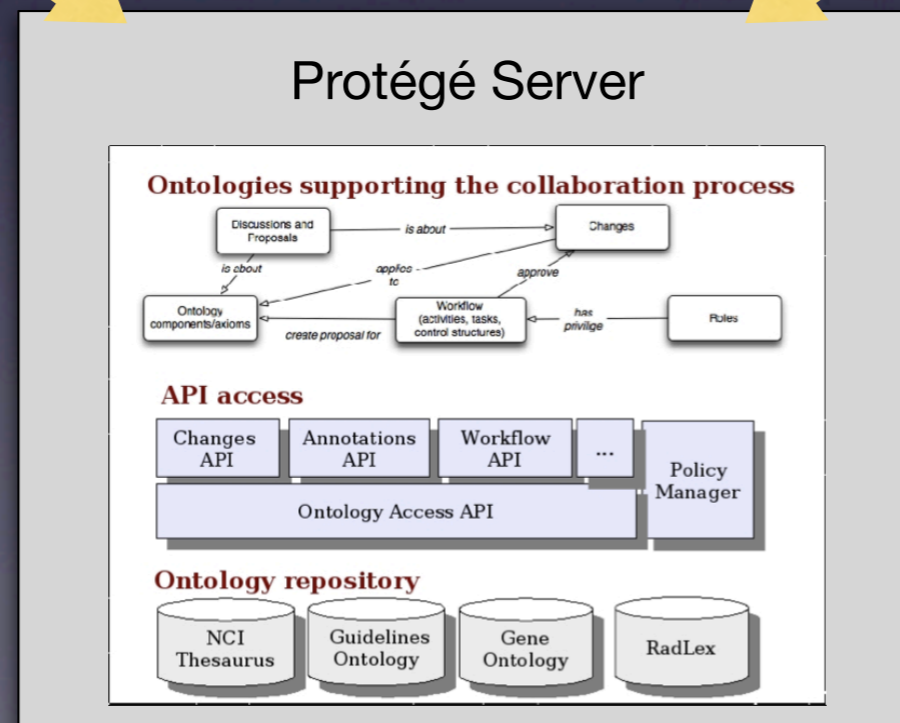 Protégé Server
Ontologies supporting the collaboration process
Discussions and
Proposals
is about
Changes
is about
applies
to
approve
Ontology
components/axioms
create proposal for
Workflow
(activities, tasks,
control structures)
has
privilige
Roles
API access
Changes
API
Annotations
API
Workflow
API
...
Policy
Manager
Ontology Access API
Ontology repository
NCI
Thesaurus
Guidelines
Ontology
Gene
Ontology
RadLex